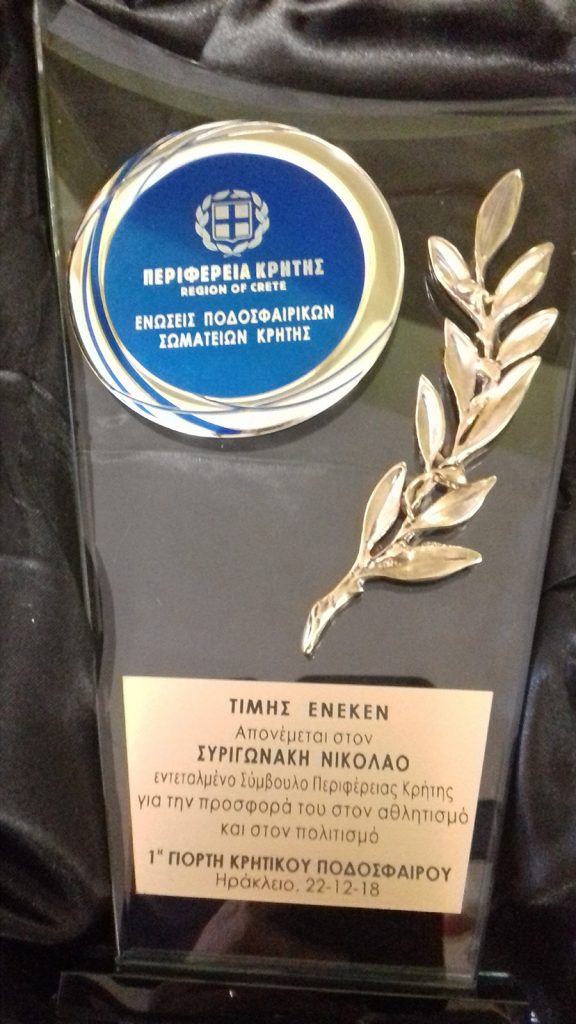 ΠΕΡΙΦΕΡΕΙΑ ΚΡΗΤΗΣ
REGION OF CRETE
ΕΝΩΣΕΙΣ ΠΟΔΟΣΦΑΙΡΙΚΩΝ
ΣΩΜΑΤΕΙΩΝ ΚΡΗΤΗΣ
ΤΙΜΗΣ ΕΝΕΚΕΝ
Απονέμεται στον
ΣΥΡΙΓΩΝΑΚΗ ΝΙΚΟΛΑΟ
εντεταλμένο Σύμβουλο Περιφέρειας Κρήτης
για την προσφορά του στον αθλητισμό
και στον πολιτισμό
1η ΓΙΟΡΤΗ ΚΡΗΤΙΚΟΥ ΠΟΔΟΣΦΑΙΡΟΥ
Ηράκλειο, 22-12-18